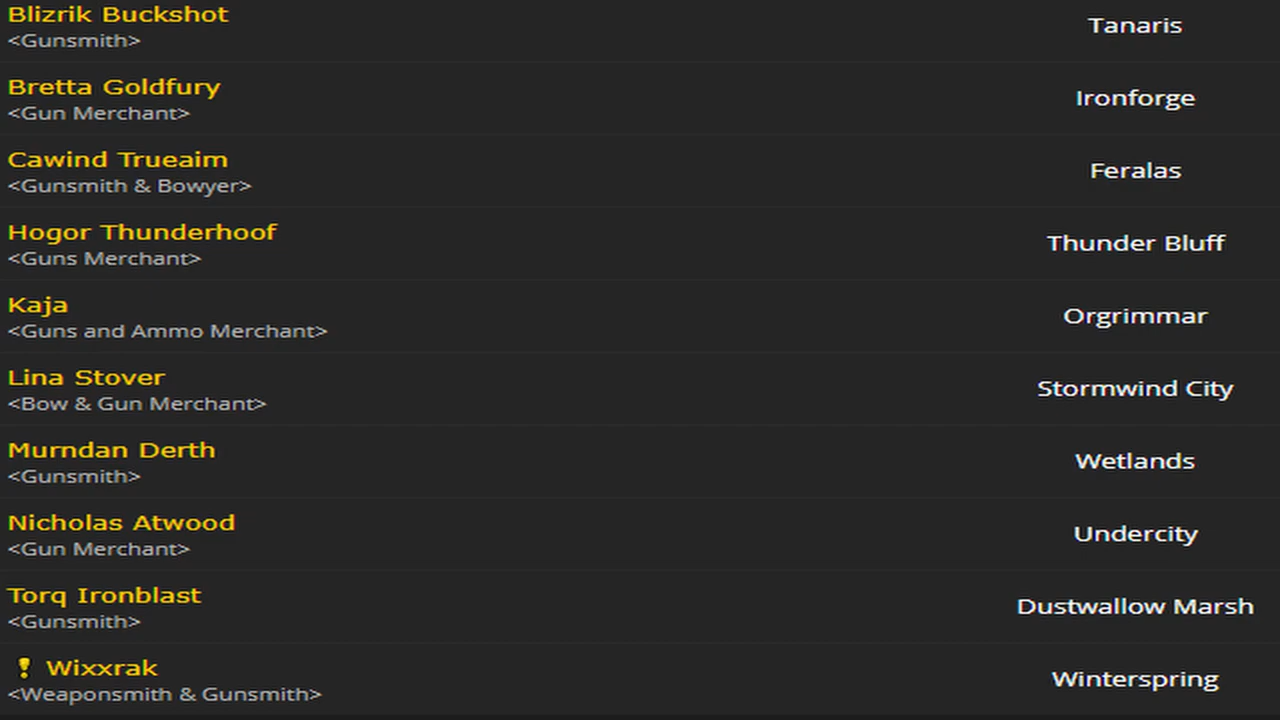 Blizrik Buckshot
<Gunsmith>
Tanaris
Bretta Goldfury
<Gun Merchant>
Ironforge
Cawind Trueaim
<Gunsmith & Bowyer>
Feralas
Hogor Thunderhoof
<Guns Merchant>
Thunder Bluff
Kaja
<Guns and Ammo Merchant>
Orgrimmar
Lina Stover
<Bow & Gun Merchant>
Stormwind City
Murndan Derth
<Gunsmith>
Wetlands
Nicholas Atwood
<Gun Merchant>
Undercity
Torq Ironblast
<Gunsmith>
Dustwallow Marsh
Wixxrak
<Weaponsmith & Gunsmith>
Winterspring